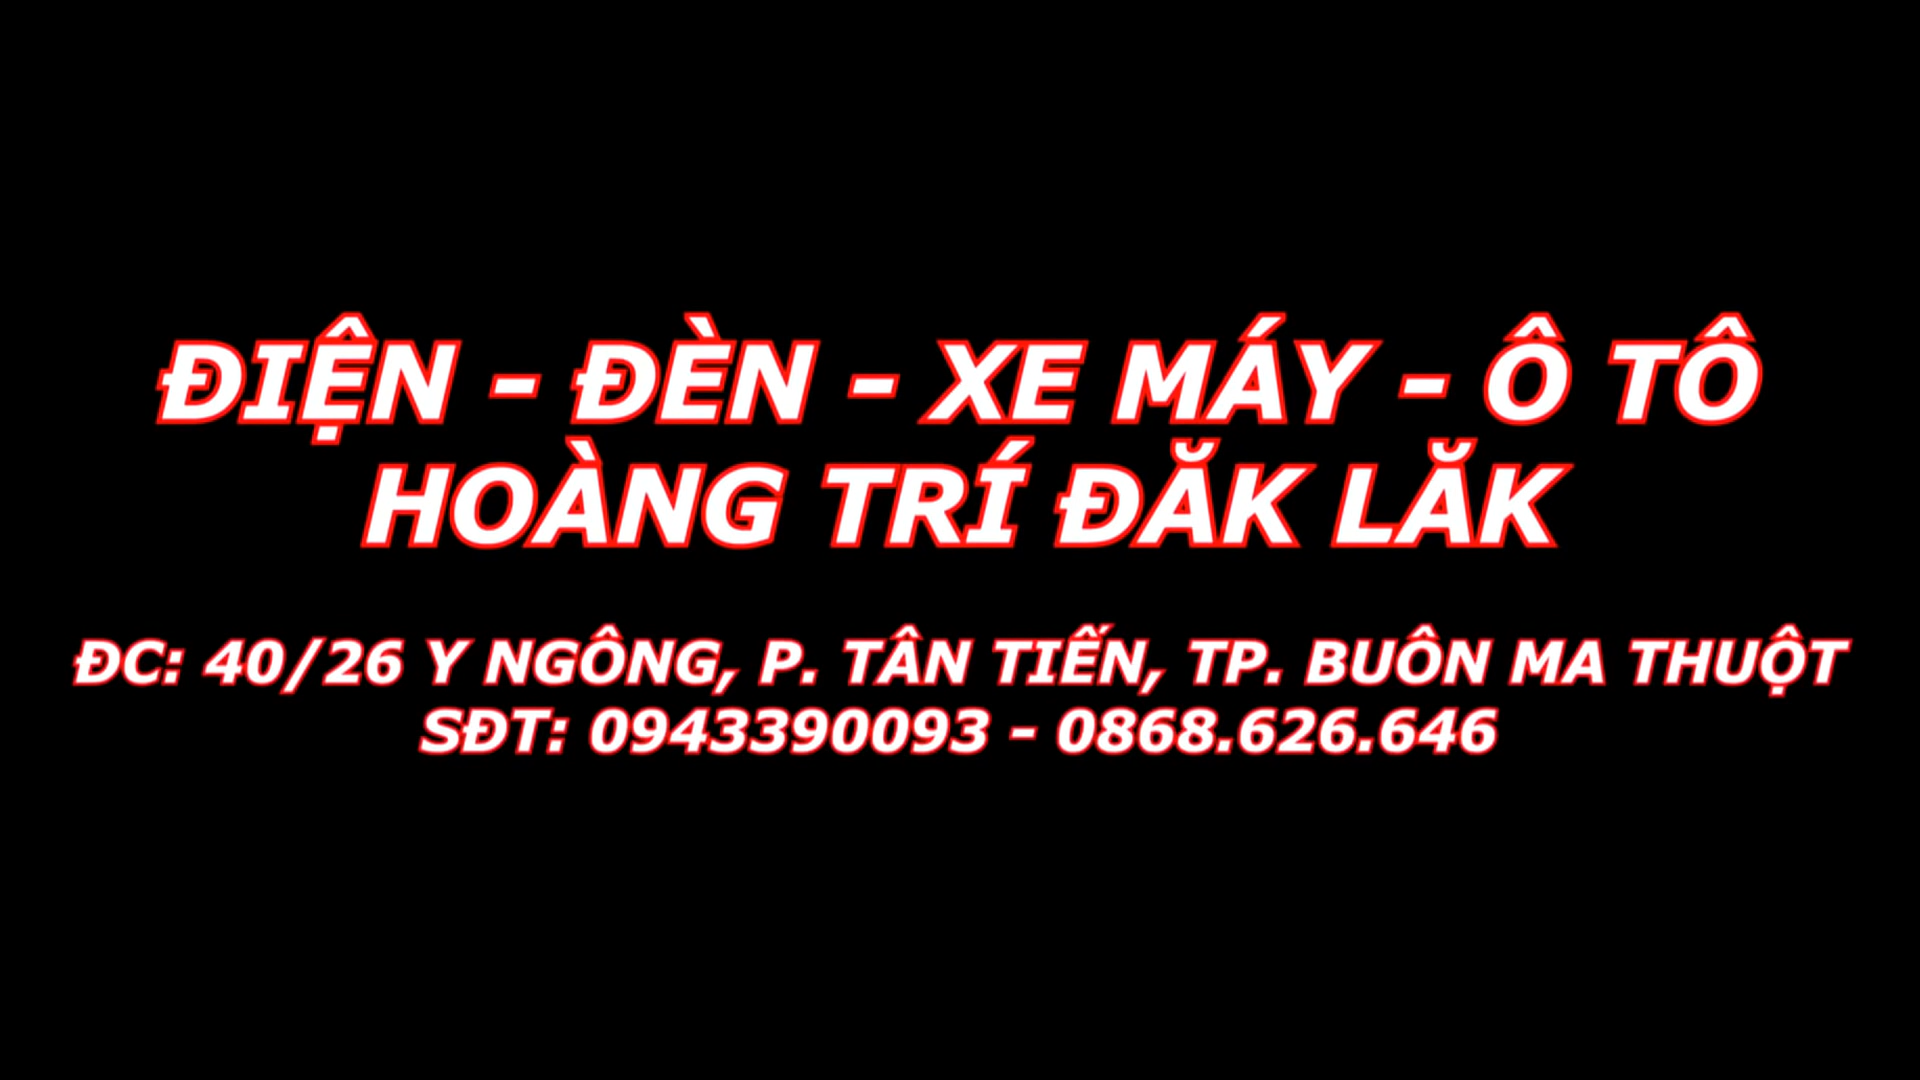 ĐIỆN - ĐÈN - XE MÁY - Ô TÔ
HOÀNG TRÍ ĐĂK LĂK
ĐC: 40/26 Y NGÔNG, P. TÂN TIẾN, TP. BUÔN MA THUỘT
SĐT: 0943390093 - 0868.626.646